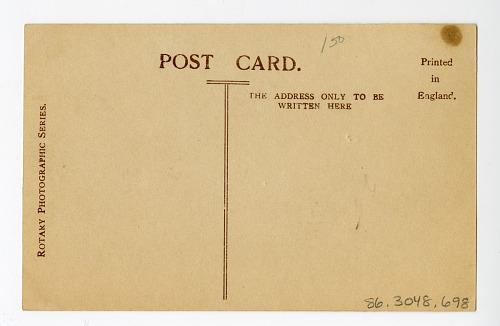 150
POST CARD.
Printed
in
England.
THE ADDRESS ONLY TO BE
WRITTEN HERE
ROTARY PHOTOGRAPHIC SERIES.
86.3048.698